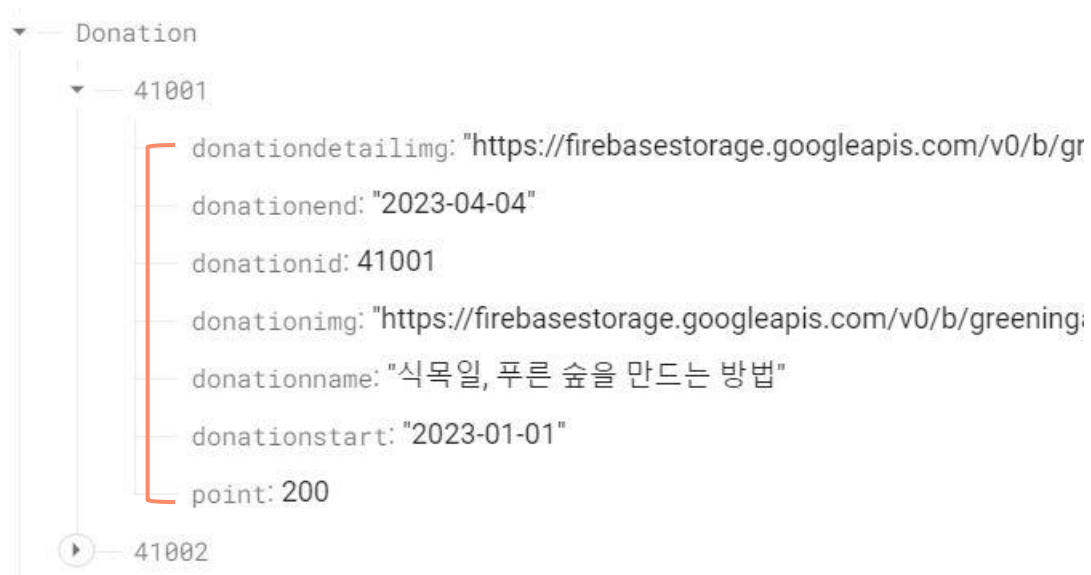 Donation
41001
donationdetailimg: "https://firebasestorage.googleapis.com/v0/b/gr
donationend: "2023-04-04"
donationid: 41001
donationimg: "https://firebasestorage.googleapis.com/v0/b/greeninga
donationname: "식목일, 푸른 숲을 만드는 방법"
donationstart: "2023-01-01"
point: 200
41002